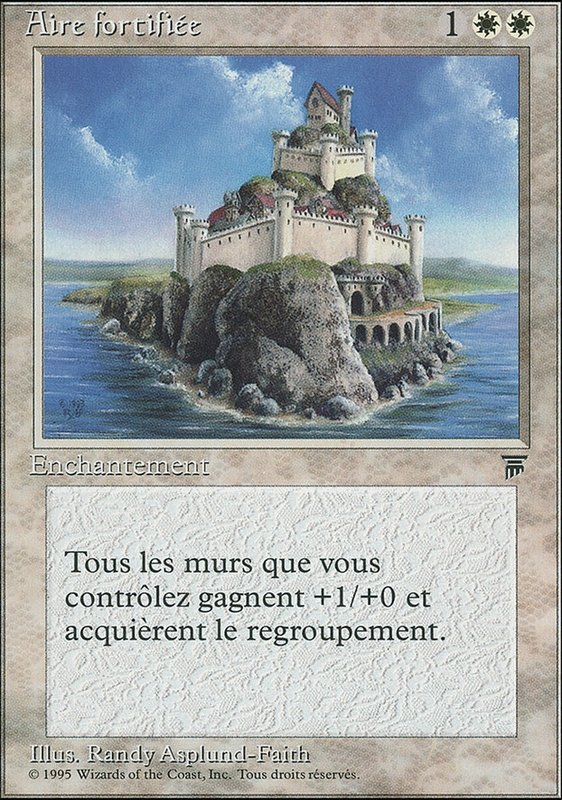 Aire fortifiée 1
Enchantement
Tous les murs que vous
contrôlez gagnent +1/+0 et
acquièrent le regroupement.
Illus. Randy Asplund-Faith
© 1995 Wizards of the Coast, Inc. Tous droits réservés.